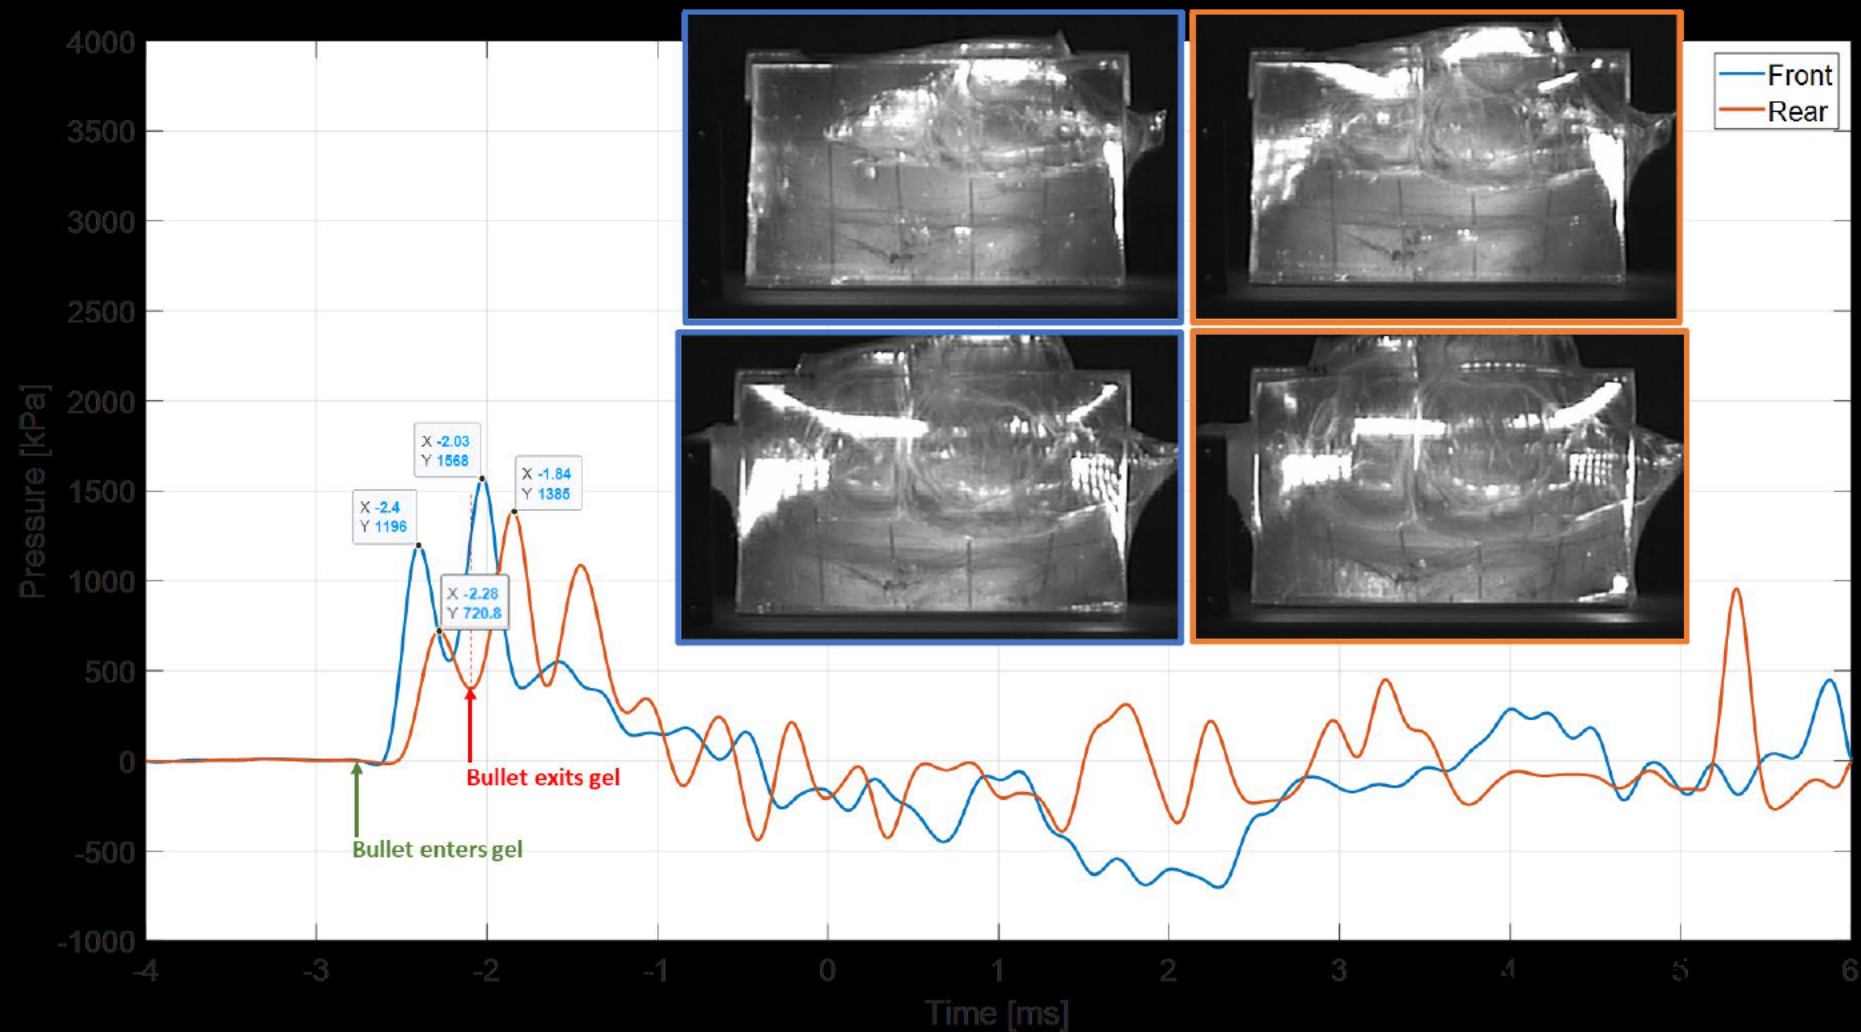 4000
3500
3000
2500
2000
1500
1000
500
0
-500
-1000
Pressure [kPa]
-4
-3
-2
-1
0
1
2
3
4
5
6
Time [ms]
Front
Rear
X -2.4
Y 1196
X -2.03
Y 1568
X -1.84
Y 1385
X -2.28
Y 720.8
Bullet exits gel
Bullet enters gel